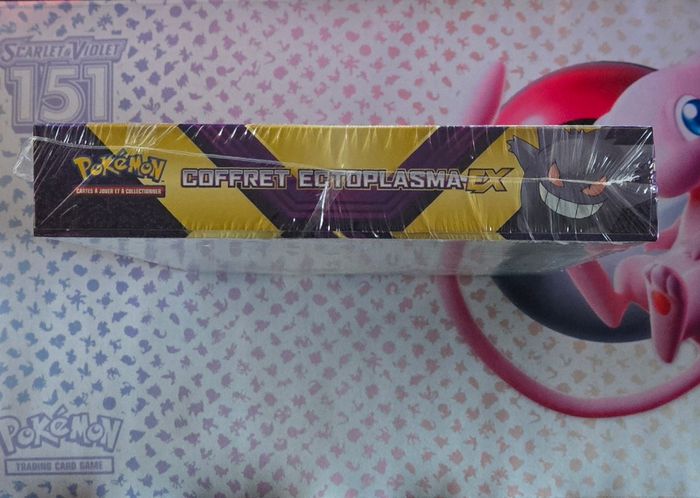 SCARLET & VIOLET
151
POKéMON
CARTES À JOUER ET À COLLECTIONNER
COFFRET ECTOPLASMA-EX
POKéMON
TRADING CARD GAME